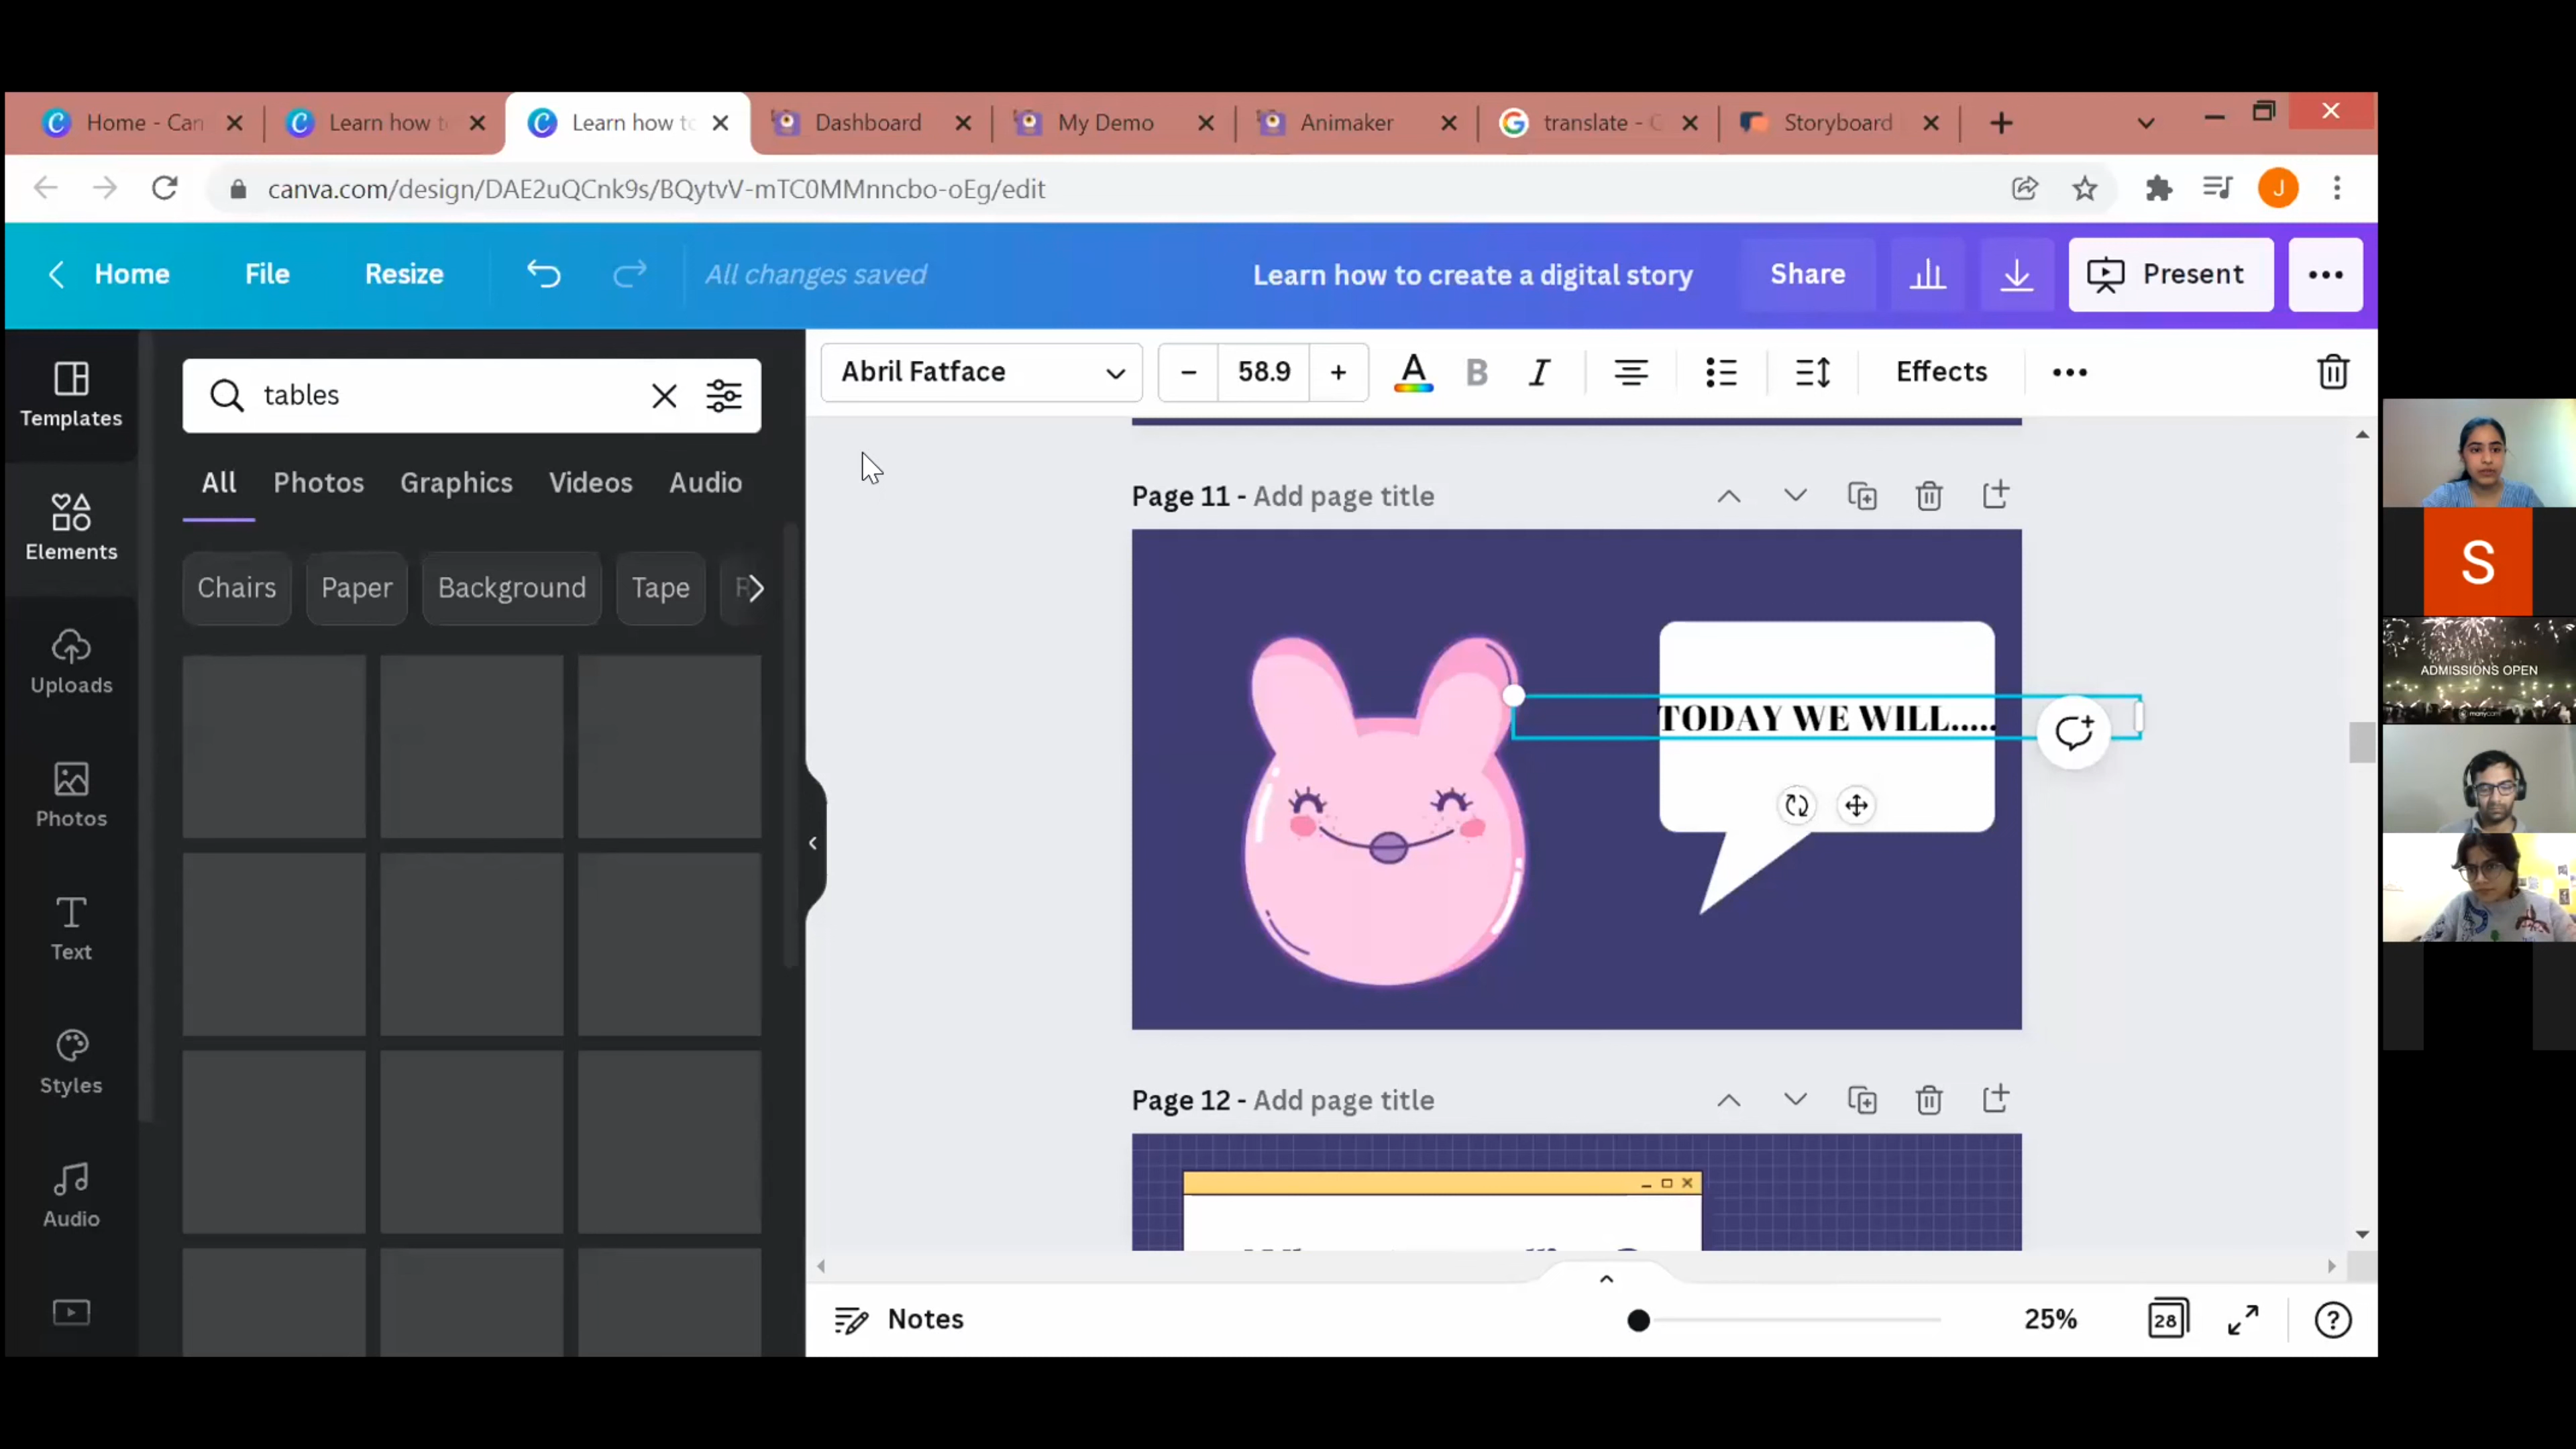 Home - Can
Learn how t
Learn how to
Dashboard
My Demo
Animaker
translate - G
Storyboard
canva.com/design/DAE2uQCnk9s/BQytvV-mTC0MMnncbo-oEg/edit
J
Home
File
Resize
All changes saved
Learn how to create a digital story
Share
Present
Templates
Elements
Uploads
Photos
Text
Styles
Audio
tables
All
Photos
Graphics
Videos
Audio
Chairs
Paper
Background
Tape
Abril Fatface
58.9
A
B
I
Effects
Page 11 - Add page title
TODAY WE WILL.....
Page 12 - Add page title
Notes
25%
28
S
ADMISSIONS OPEN